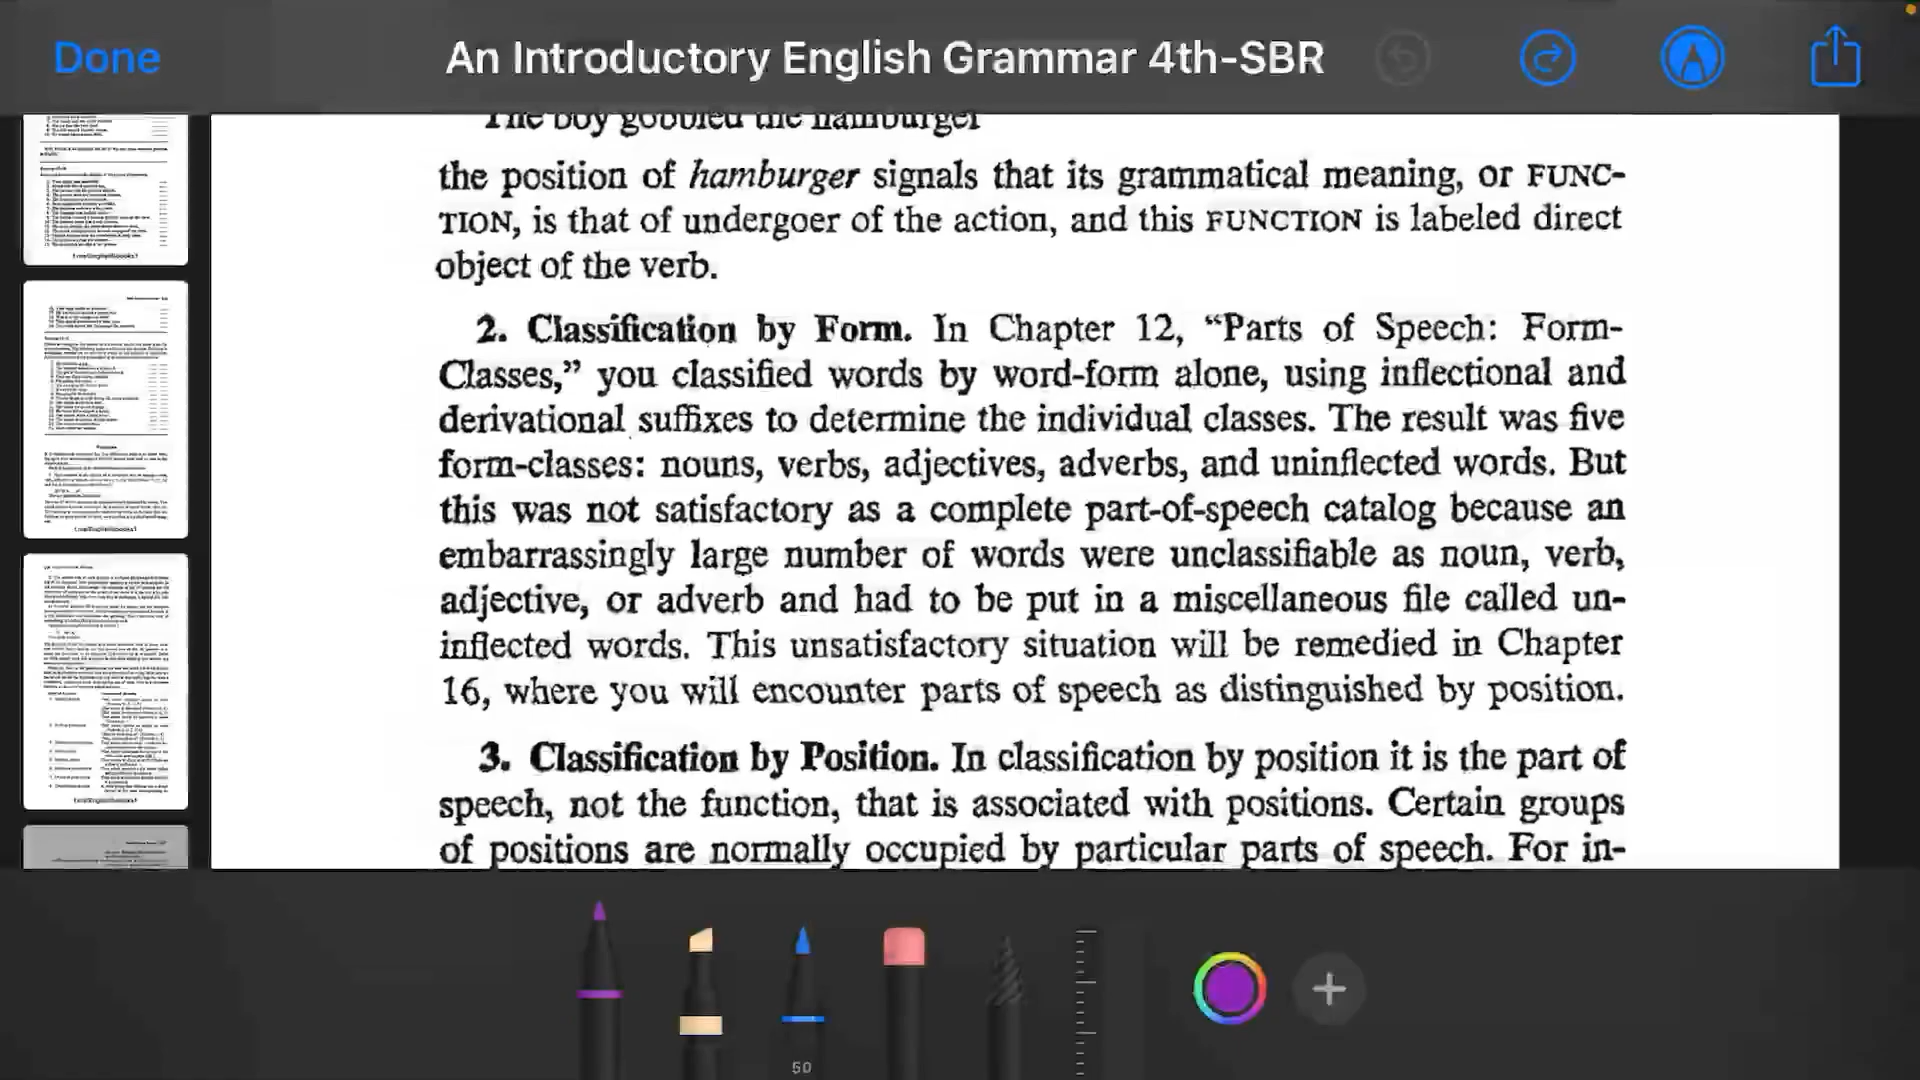 Done
An Introductory English Grammar 4th-SBR
The boy gobbled the hamburger
the position of hamburger signals that its grammatical meaning, or FUNC-
TION, is that of undergoer of the action, and this FUNCTION is labeled direct
object of the verb.
2. Classification by Form. In Chapter 12, “Parts of Speech: Form-
Classes,” you classified words by word-form alone, using inflectional and
derivational suffixes to determine the individual classes. The result was five
form-classes: nouns, verbs, adjectives, adverbs, and uninflected words. But
this was not satisfactory as a complete part-of-speech catalog because an
embarrassingly large number of words were unclassifiable as noun, verb,
adjective, or adverb and had to be put in a miscellaneous file called un-
inflected words. This unsatisfactory situation will be remedied in Chapter
16, where you will encounter parts of speech as distinguished by position.
3. Classification by Position. In classification by position it is the part of
speech, not the function, that is associated with positions. Certain groups
of positions are normally occupied by particular parts of speech. For in-
50